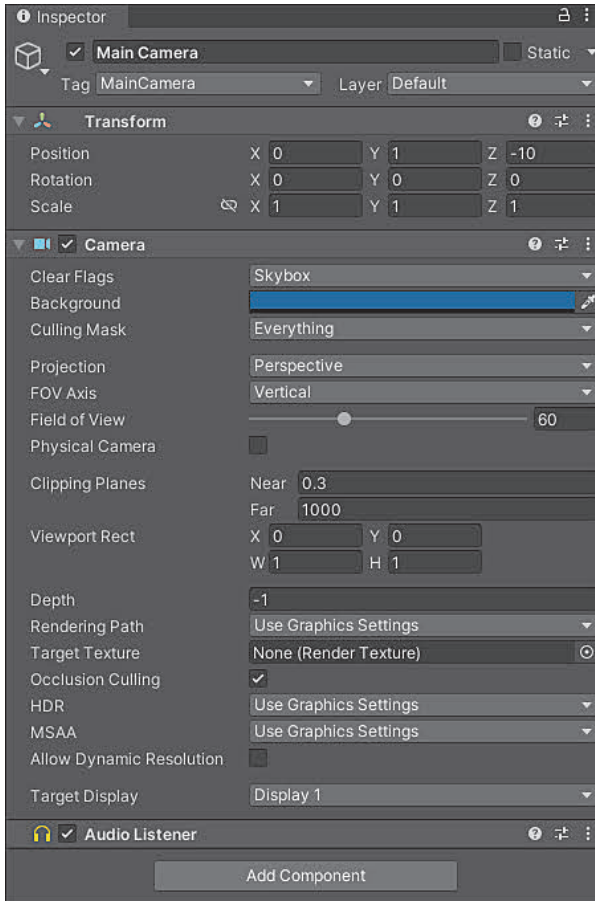 Inspector
Main Camera Static
Tag MainCamera Layer Default
Transform
Position X 0 Y 1 Z -10
Rotation X 0 Y 0 Z 0
Scale X 1 Y 1 Z 1
Camera
Clear Flags Skybox
Background
Culling Mask Everything
Projection Perspective
FOV Axis Vertical
Field of View 60
Physical Camera
Clipping Planes Near 0.3
Far 1000
Viewport Rect X 0 Y 0
W 1 H 1
Depth -1
Rendering Path Use Graphics Settings
Target Texture None (Render Texture)
Occlusion Culling
HDR Use Graphics Settings
MSAA Use Graphics Settings
Allow Dynamic Resolution
Target Display Display 1
Audio Listener
Add Component